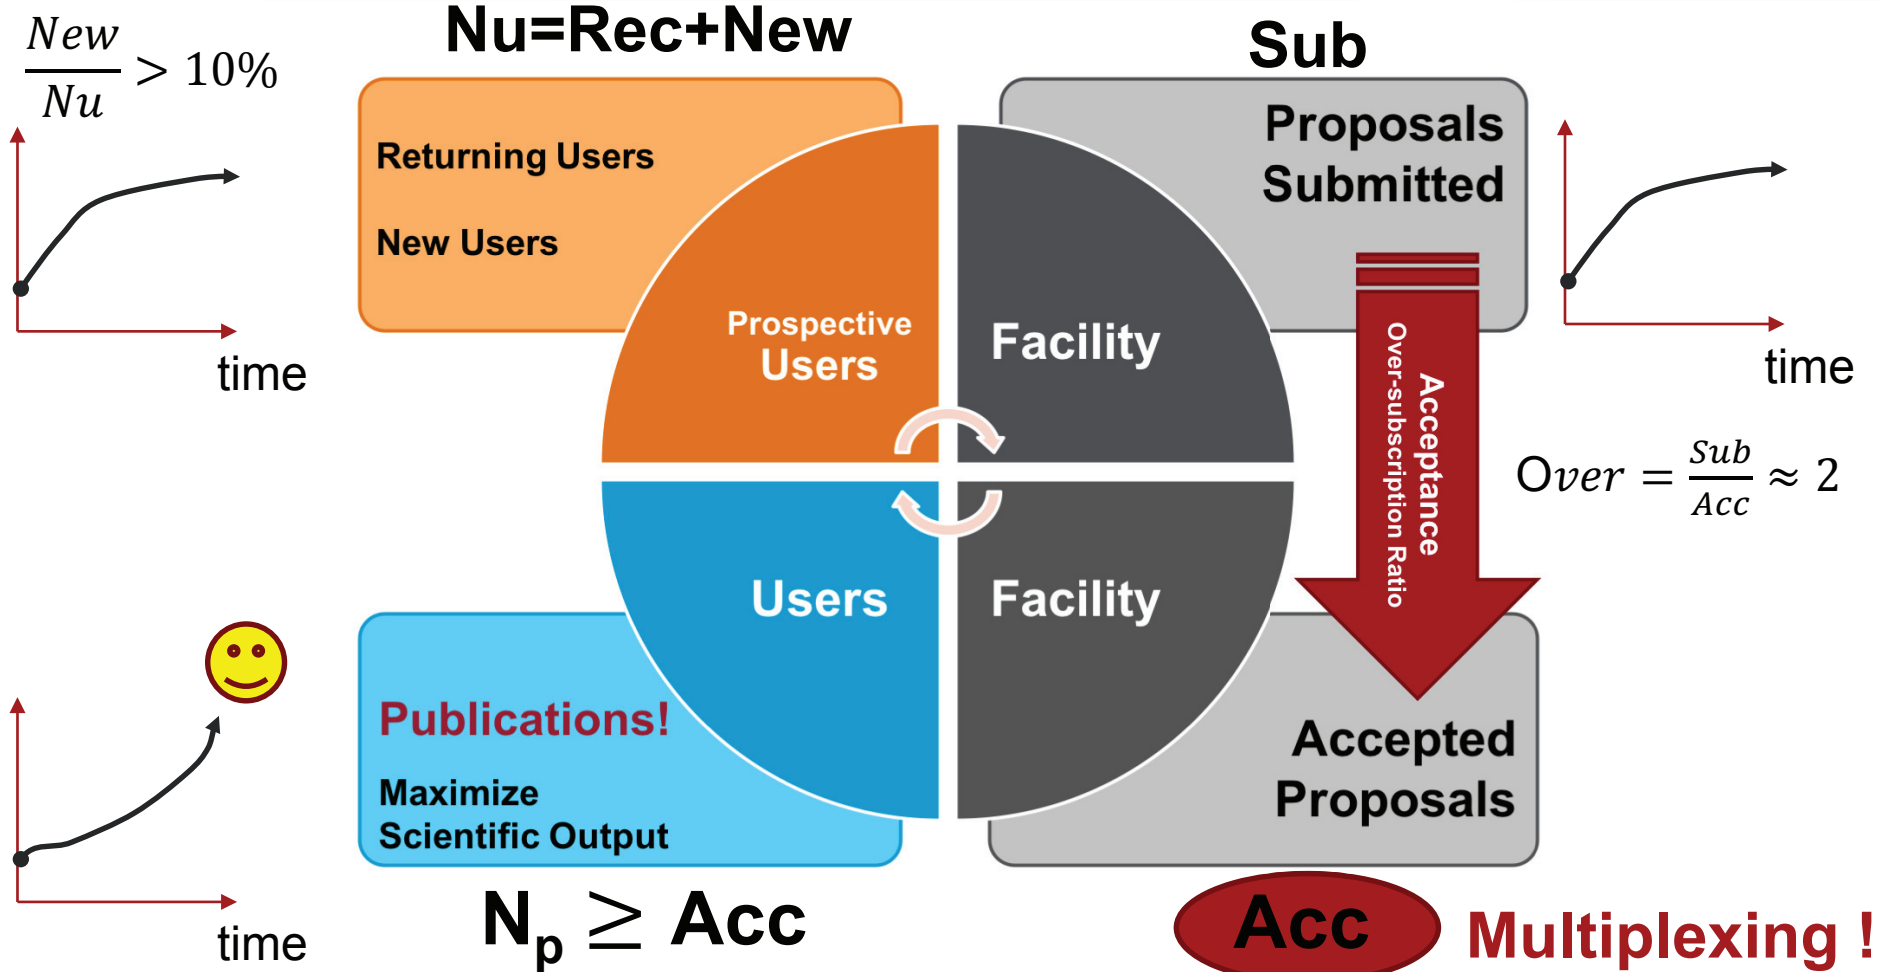 Nu=Rec+New
Sub
New
Nu
> 10%
time
Returning Users
New Users
Prospective
Users
Facility
Proposals
Submitted
time
Acceptance
Over-subscription Ratio
Over = Sub/Acc ≈ 2
Users
Facility
Publications!
Maximize
Scientific Output
Accepted
Proposals
time
Np ≥ Acc
Acc
Multiplexing !